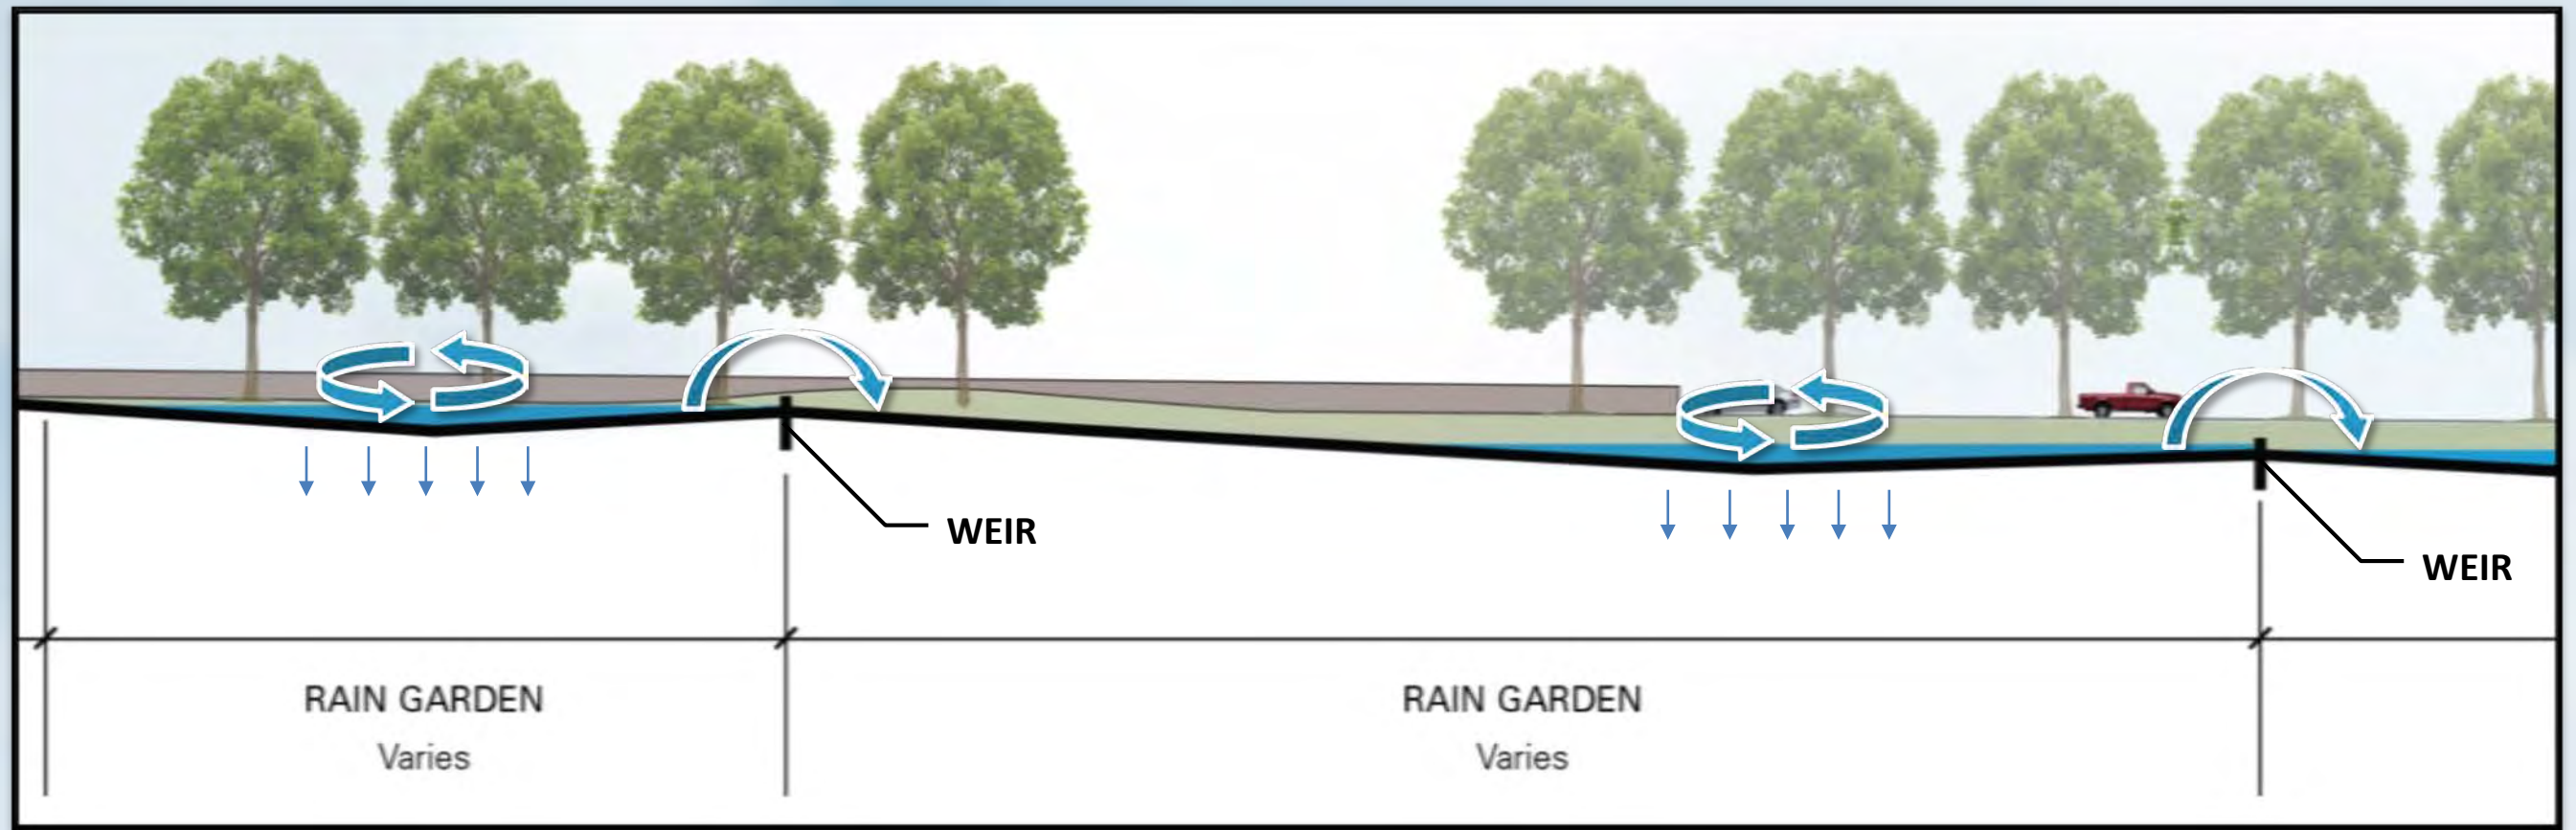 WEIR
WEIR
RAIN GARDEN
Varies
RAIN GARDEN
Varies